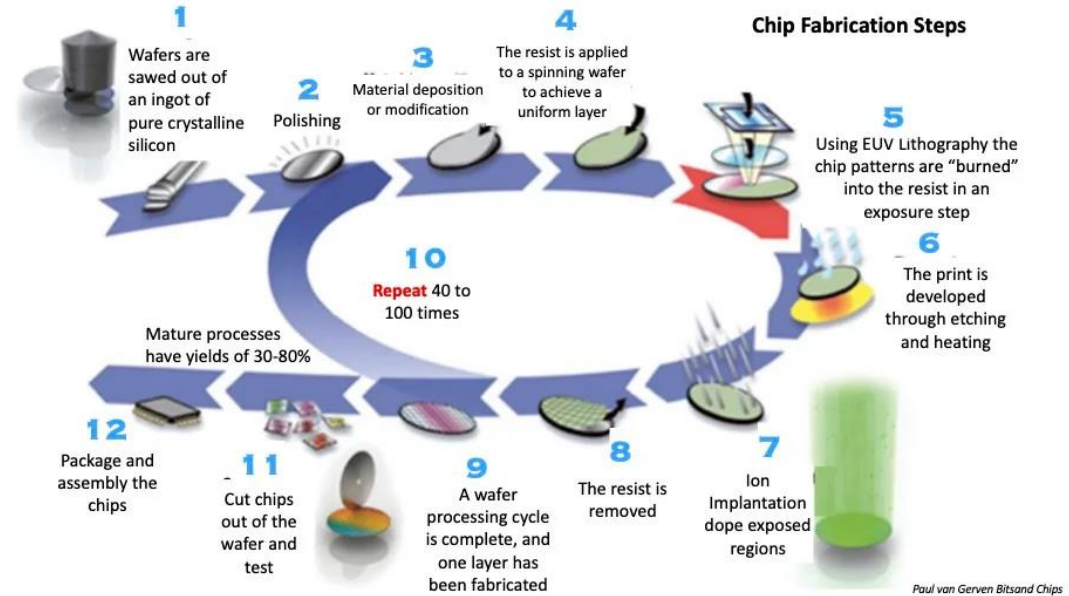 Chip Fabrication Steps
1
Wafers are
sawed out of
an ingot of
pure crystalline
silicon
2
Polishing
3
Material deposition
or modification
4
The resist is applied
to a spinning wafer
to achieve a
uniform layer
5
Using EUV Lithography the
chip patterns are “burned”
into the resist in an
exposure step
6
The print is
developed
through etching
and heating
7
Ion
Implantation
dope exposed
regions
8
The resist is
removed
9
A wafer
processing cycle
is complete, and
one layer has
been fabricated
10
Repeat 40 to
100 times
11
Cut chips
out of the
wafer and
test
Mature processes
have yields of 30-80%
12
Package and
assembly the
chips
Paul van Gerven Bitsand Chips